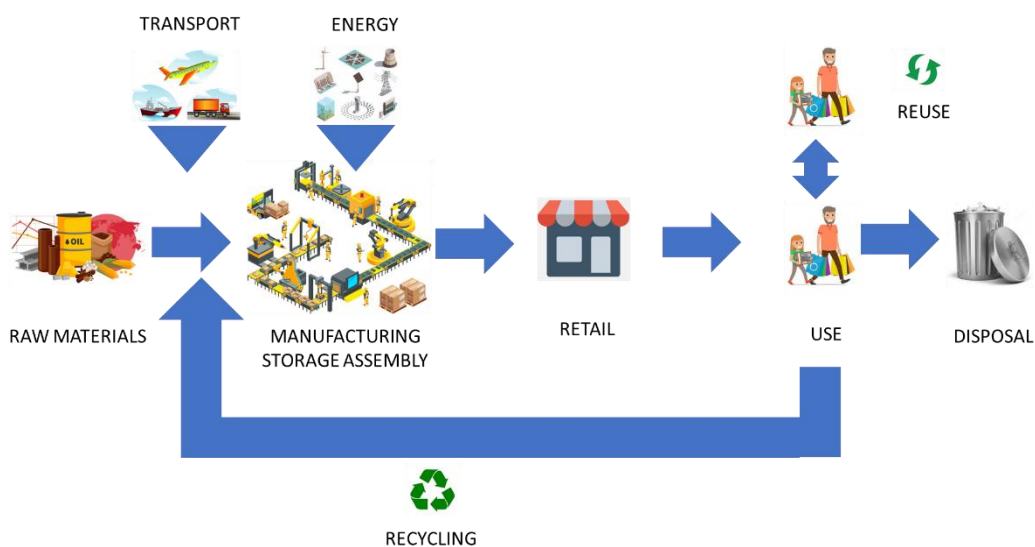 TRANSPORT
ENERGY
REUSE
OIL
RAW MATERIALS
MANUFACTURING
STORAGE ASSEMBLY
RETAIL
USE
DISPOSAL
RECYCLING